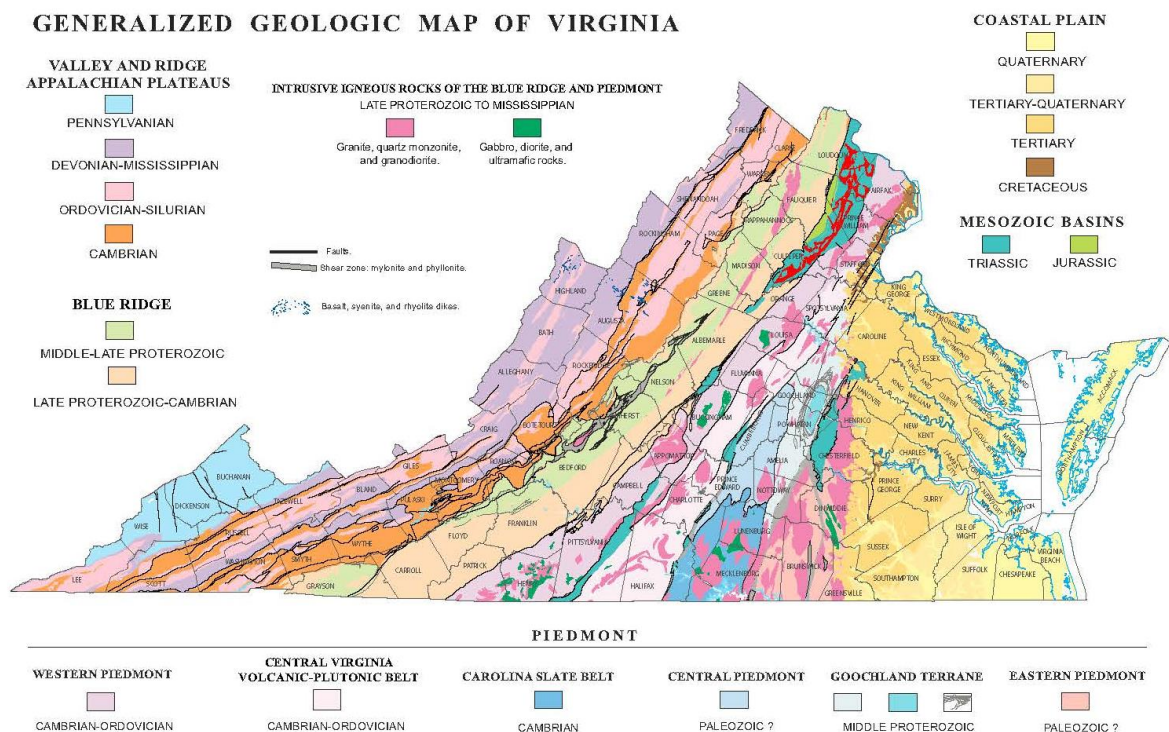 GENERALIZED GEOLOGIC MAP OF VIRGINIA
VALLEY AND RIDGE
APPALACHIAN PLATEAUS
PENNSYLVANIAN
DEVONIAN-MISSISSIPPIAN
ORDOVICIAN-SILURIAN
CAMBRIAN
BLUE RIDGE
MIDDLE-LATE PROTEROZOIC
LATE PROTEROZOIC-CAMBRIAN
INTRUSIVE IGNEOUS ROCKS OF THE BLUE RIDGE AND PIEDMONT
LATE PROTEROZOIC TO MISSISSIPPIAN
Granite, quartz monzonite,
and granodiorite.
Gabbro, diorite, and
ultramafic rocks.
Faults.
Shear zone: mylonite and phyllonite.
Basalt, syenite, and rhyolite dikes.
COASTAL PLAIN
QUATERNARY
TERTIARY-QUATERNARY
TERTIARY
CRETACEOUS
MESOZOIC BASINS
TRIASSIC
JURASSIC
FREDERICK
CLARKE
LOUDOUN
WARREN
FAIRFAX
SHENANDOAH
FAUQUIER
RAPPAHANNOCK
PRINCE
WILLIAM
ROCKINGHAM
PAGE
CULPEPER
MADISON
STAFFORD
HIGHLAND
GREENE
ORANGE
KING
GEORGE
AUGUSTA
SPOTSYLVANIA
WESTMORELAND
BATH
ALBEMARLE
LOUISA
CAROLINE
ESSEX
RICHMOND
NORTHUMBERLAND
ACCOMACK
ROCKBRIDGE
ALLEGHANY
NELSON
FLUVANNA
GOOCHLAND
HANOVER
KING
WILLIAM
KING
AND
QUEEN
NORTHAMPTON
AMHERST
BUCKINGHAM
CUMBERLAND
POWHATAN
HENRICO
NEW
KENT
CRAIG
BOTETOURT
CHESTERFIELD
CHARLES
CITY
BUCHANAN
GILES
ROANOKE
BEDFORD
APPOMATTOX
AMELIA
PRINCE
EDWARD
DICKENSON
TAZEWELL
BLAND
MONTGOMERY
PULASKI
CAMPBELL
CHARLOTTE
NOTTOWAY
PRINCE
GEORGE
SURRY
WISE
RUSSELL
WYTHE
FLOYD
FRANKLIN
LUNENBURG
DINWIDDIE
ISLE OF
WIGHT
LEE
SCOTT
WASHINGTON
SMYTH
GRAYSON
CARROLL
PATRICK
HENRY
PITTSYLVANIA
HALIFAX
MECKLENBURG
BRUNSWICK
SUSSEX
GREENSVILLE
SOUTHAMPTON
SUFFOLK
CHESAPEAKE
VIRGINIA
BEACH
PIEDMONT
WESTERN PIEDMONT
CAMBRIAN-ORDOVICIAN
CENTRAL VIRGINIA
VOLCANIC-PLUTONIC BELT
CAMBRIAN-ORDOVICIAN
CAROLINA SLATE BELT
CAMBRIAN
CENTRAL PIEDMONT
PALEOZOIC ?
GOOCHLAND TERRANE
MIDDLE PROTEROZOIC
EASTERN PIEDMONT
PALEOZOIC ?